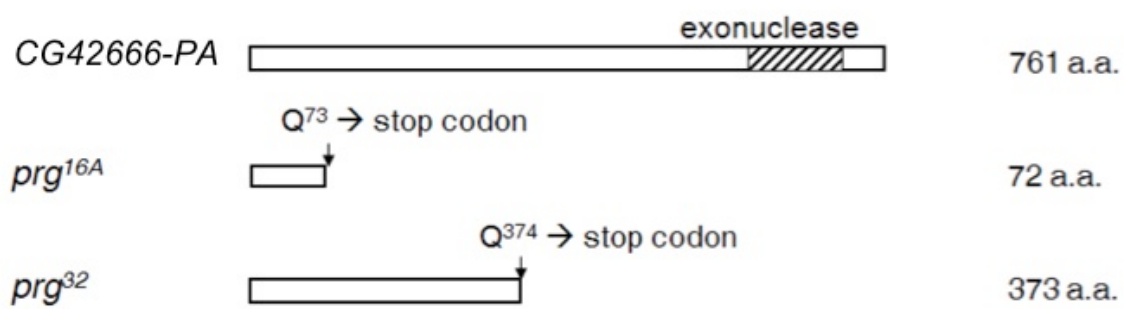 exonuclease
CG42666-PA 761 a.a.
Q73 → stop codon
prg16A 72 a.a.
Q374 → stop codon
prg32 373 a.a.